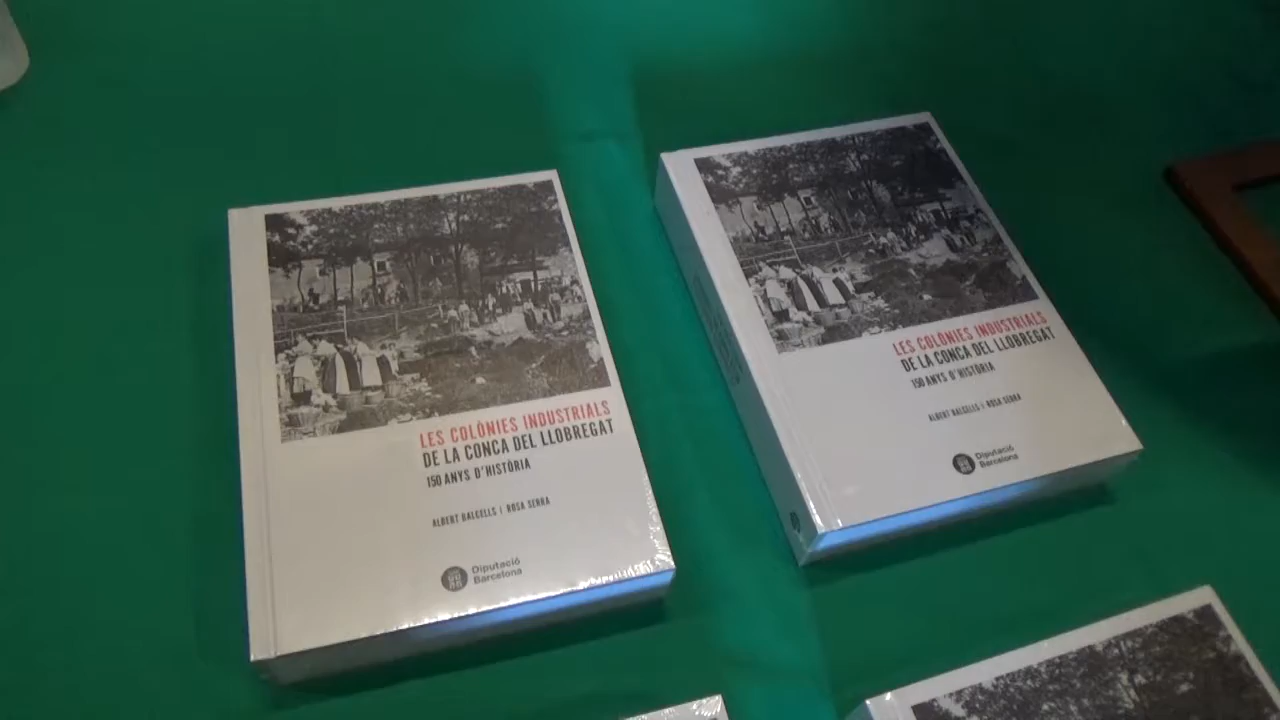 LES COLÒNIES INDUSTRIALS
DE LA CONCA DEL LLOBREGAT
150 ANYS D'HISTÒRIA
ALBERT BALCELLS I ROSA SERRA
Diputació
Barcelona
LES COLÒNIES INDUSTRIALS
DE LA CONCA DEL LLOBREGAT
150 ANYS D'HISTÒRIA
ALBERT BALCELLS I ROSA SERRA
Diputació
Barcelona